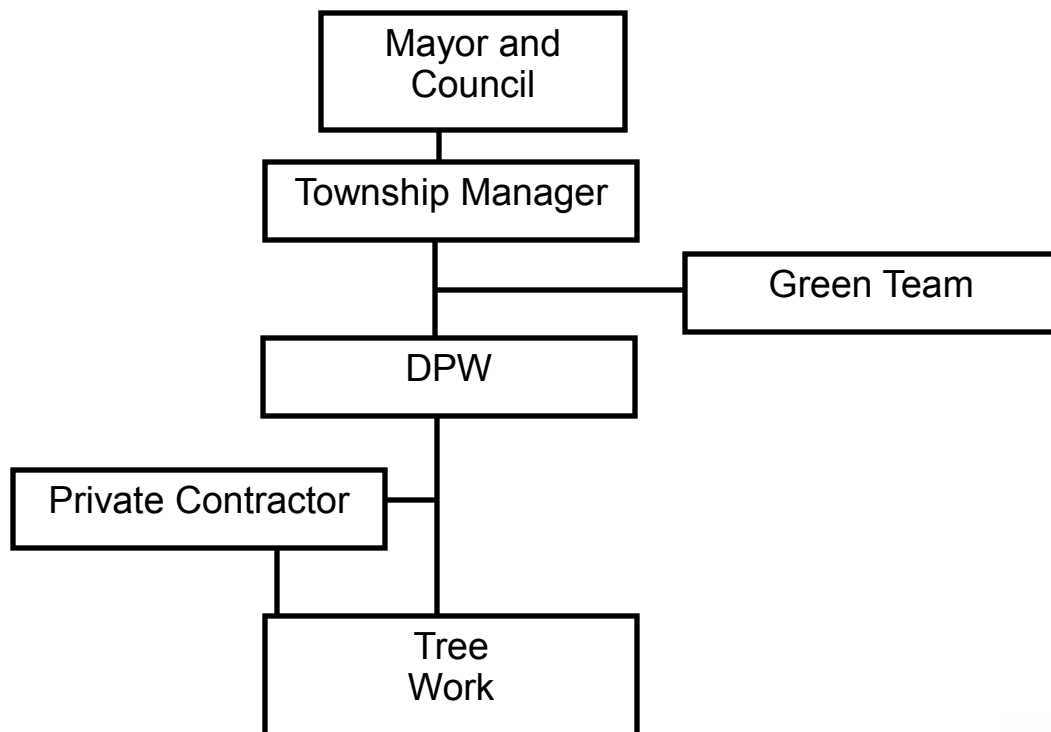 Mayor and
Council
Township Manager
Green Team
DPW
Private Contractor
Tree
Work